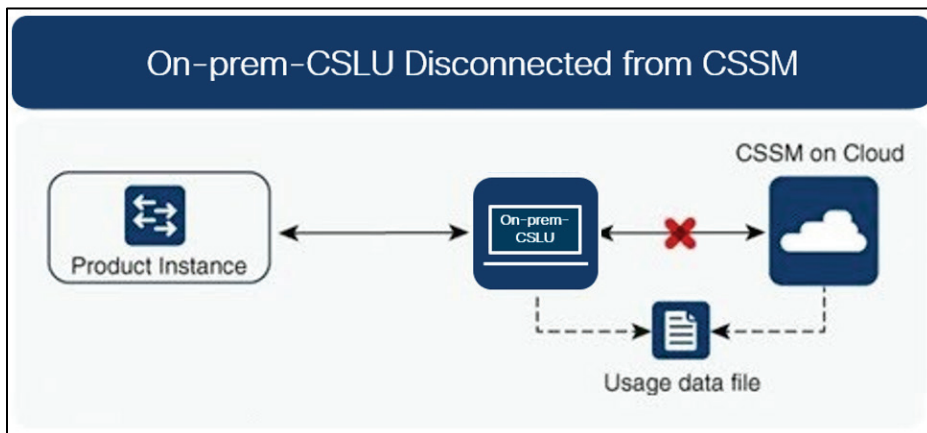 On-prem-CSLU Disconnected from CSSM
CSSM on Cloud
On-prem-
CSLU
Product Instance
Usage data file